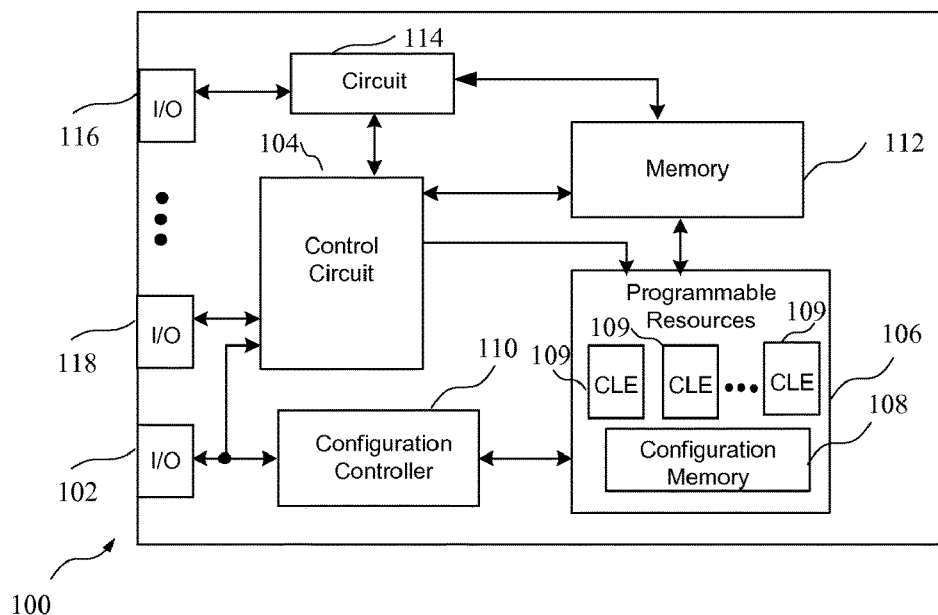 114
Circuit
I/O
116
104
Memory
112
Control
Circuit
Programmable
Resources
I/O
118
109
109
109
106
CLE
CLE
CLE
110
108
I/O
102
Configuration
Controller
Configuration
Memory
100